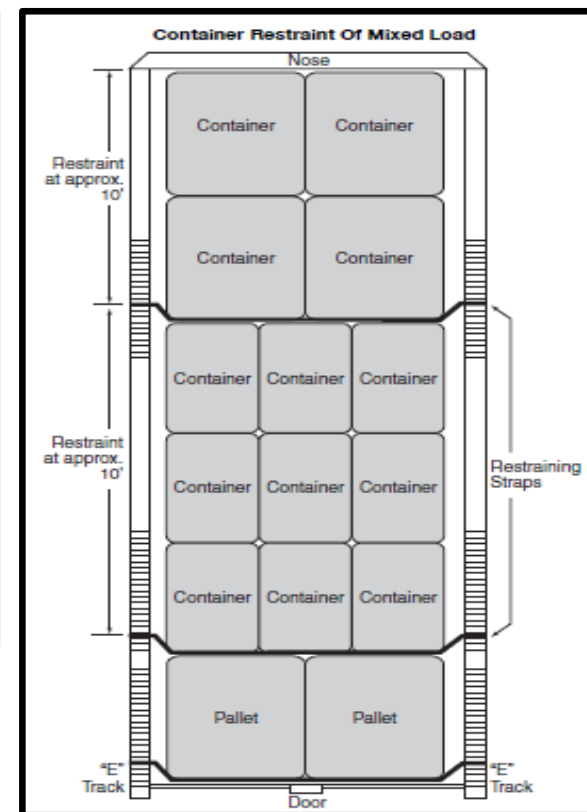 Container Restraint Of Mixed Load
Nose
Container Container
Restraint
at approx.
10'
Container Container
Container Container Container
Restraint
at approx.
10'
Container Container Container
Restraining
Straps
Container Container Container
Pallet Pallet
"E"
Track
"E"
Track
Door